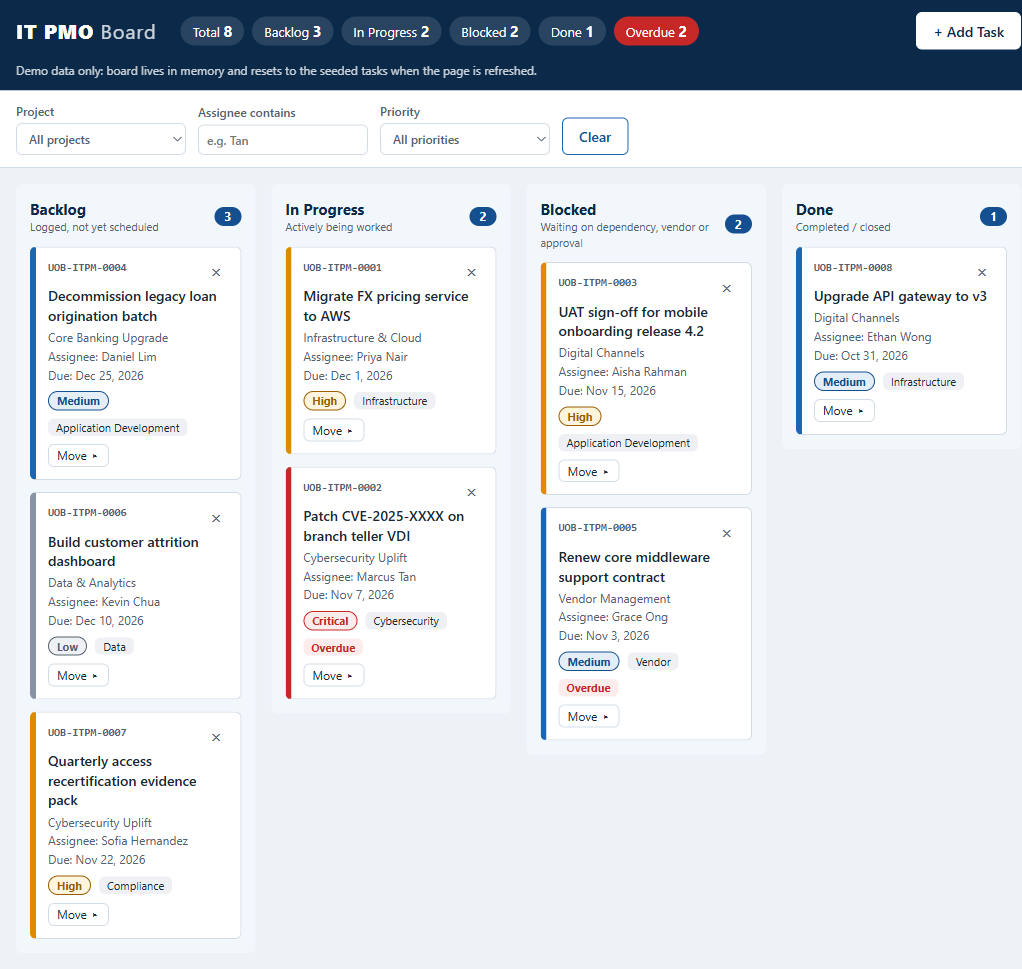 IT PMO Board
Total 8
Backlog 3
In Progress 2
Blocked 2
Done 1
Overdue 2
+ Add Task
Demo data only: board lives in memory and resets to the seeded tasks when the page is refreshed.
Project
All projects
Assignee contains
e.g. Tan
Priority
All priorities
Clear
Backlog
Logged, not yet scheduled
3
UOB-ITPM-0004
×
Decommission legacy loan
origination batch
Core Banking Upgrade
Assignee: Daniel Lim
Due: Dec 25, 2026
Medium
Application Development
Move ▸
UOB-ITPM-0006
×
Build customer attrition
dashboard
Data & Analytics
Assignee: Kevin Chua
Due: Dec 10, 2026
Low
Data
Move ▸
UOB-ITPM-0007
×
Quarterly access
recertification evidence
pack
Cybersecurity Uplift
Assignee: Sofia Hernandez
Due: Nov 22, 2026
High
Compliance
Move ▸
In Progress
Actively being worked
2
UOB-ITPM-0001
×
Migrate FX pricing service
to AWS
Infrastructure & Cloud
Assignee: Priya Nair
Due: Dec 1, 2026
High
Infrastructure
Move ▸
UOB-ITPM-0002
×
Patch CVE-2025-XXXX on
branch teller VDI
Cybersecurity Uplift
Assignee: Marcus Tan
Due: Nov 7, 2026
Critical
Cybersecurity
Overdue
Move ▸
Blocked
Waiting on dependency, vendor or
approval
2
UOB-ITPM-0003
×
UAT sign-off for mobile
onboarding release 4.2
Digital Channels
Assignee: Aisha Rahman
Due: Nov 15, 2026
High
Application Development
Move ▸
UOB-ITPM-0005
×
Renew core middleware
support contract
Vendor Management
Assignee: Grace Ong
Due: Nov 3, 2026
Medium
Vendor
Overdue
Move ▸
Done
Completed / closed
1
UOB-ITPM-0008
×
Upgrade API gateway to v3
Digital Channels
Assignee: Ethan Wong
Due: Oct 31, 2026
Medium
Infrastructure
Move ▸